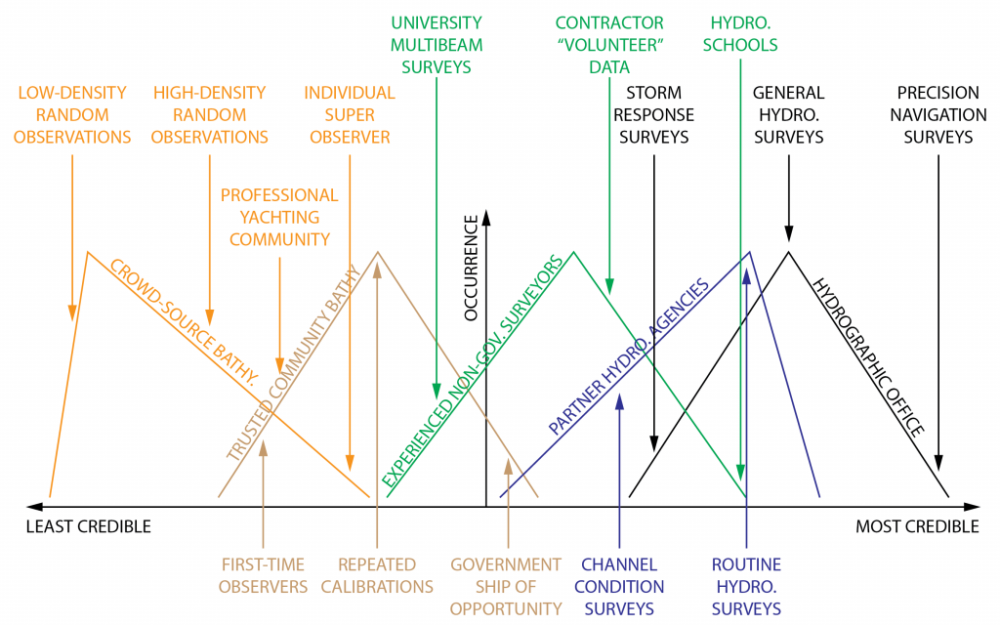 UNIVERSITY
MULTIBEAM
SURVEYS
CONTRACTOR
“VOLUNTEER”
DATA
HYDRO.
SCHOOLS
LOW-DENSITY
RANDOM
OBSERVATIONS
HIGH-DENSITY
RANDOM
OBSERVATIONS
INDIVIDUAL
SUPER
OBSERVER
STORM
RESPONSE
SURVEYS
GENERAL
HYDRO.
SURVEYS
PRECISION
NAVIGATION
SURVEYS
PROFESSIONAL
YACHTING
COMMUNITY
OCCURRENCE
CROWD-SOURCE BATHY.
TRUSTED COMMUNITY BATHY
EXPERIENCED NON-GOV. SURVEYORS
PARTNER HYDRO. AGENCIES
HYDROGRAPHIC OFFICE
LEAST CREDIBLE
MOST CREDIBLE
FIRST-TIME
OBSERVERS
REPEATED
CALIBRATIONS
GOVERNMENT
SHIP OF
OPPORTUNITY
CHANNEL
CONDITION
SURVEYS
ROUTINE
HYDRO.
SURVEYS